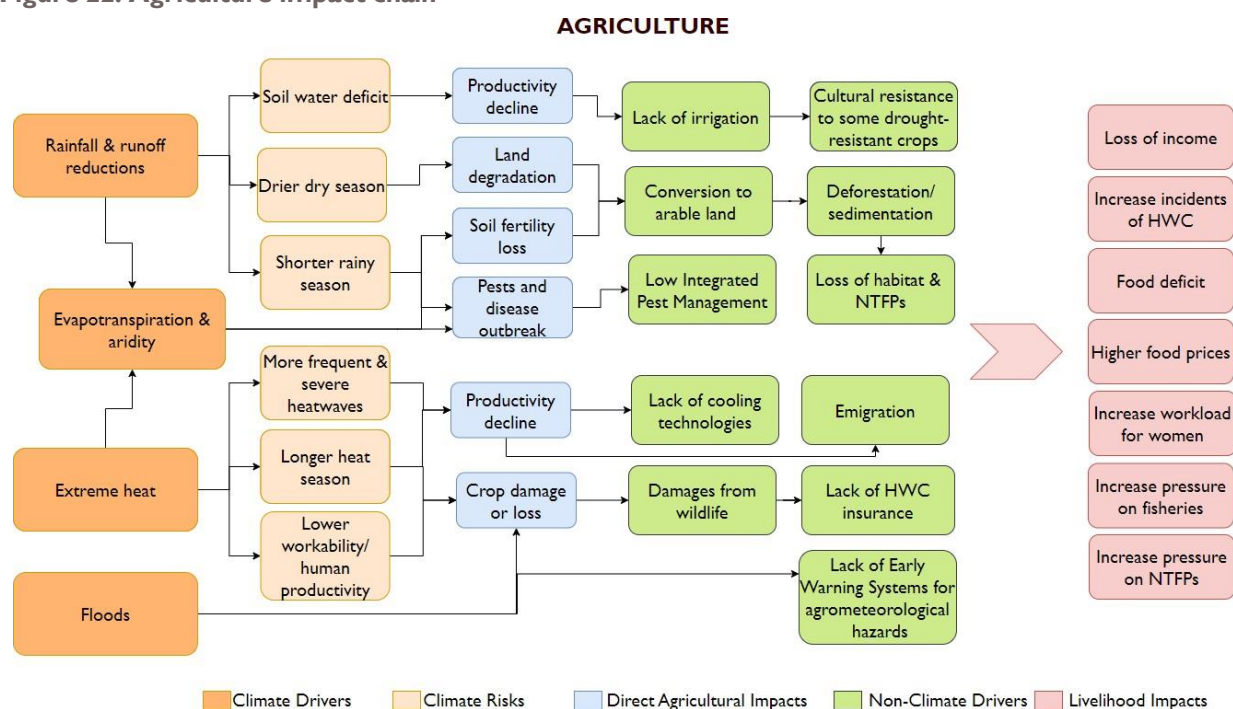 AGRICULTURE
Rainfall & runoff
reductions
Evapotranspiration &
aridity
Extreme heat
Floods
Soil water deficit
Drier dry season
Shorter rainy
season
More frequent &
severe
heatwaves
Longer heat
season
Lower
workability/
human
productivity
Productivity
decline
Land
degradation
Soil fertility
loss
Pests and
disease
outbreak
Productivity
decline
Crop damage
or loss
Lack of irrigation
Conversion to
arable land
Low Integrated
Pest Management
Lack of cooling
technologies
Damages from
wildlife
Cultural resistance
to some drought-
resistant crops
Deforestation/
sedimentation
Loss of habitat &
NTFPs
Emigration
Lack of HWC
insurance
Lack of Early
Warning Systems for
agrometeorological
hazards
Loss of income
Increase incidents
of HWC
Food deficit
Higher food prices
Increase workload
for women
Increase pressure
on fisheries
Increase pressure
on NTFPs
Climate Drivers
Climate Risks
Direct Agricultural Impacts
Non-Climate Drivers
Livelihood Impacts